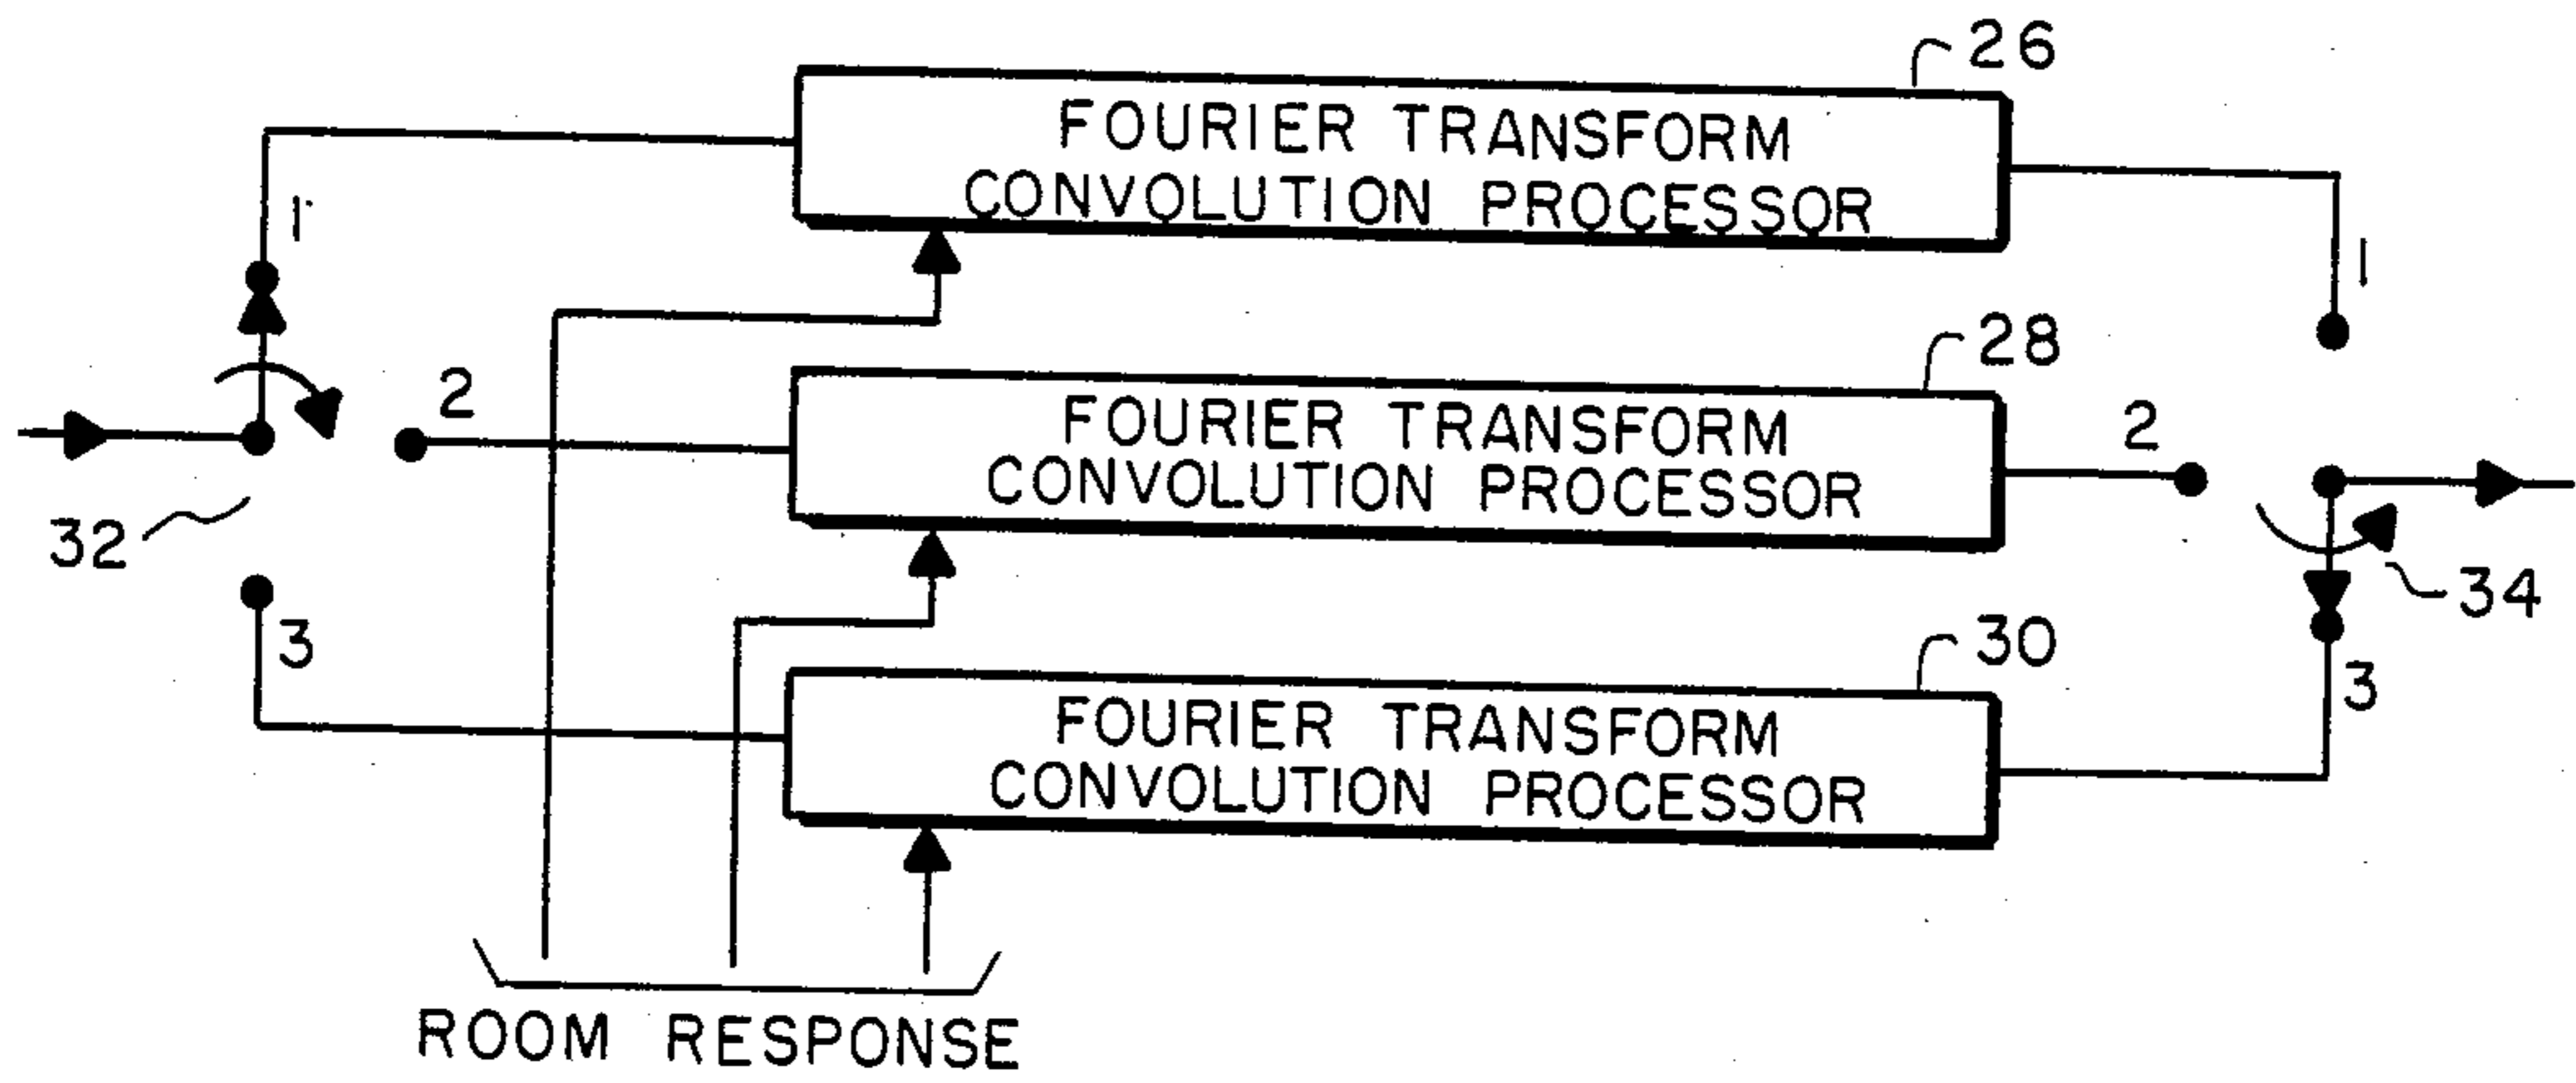 26
FOURIER TRANSFORM
CONVOLUTION PROCESSOR
1
1
28
2
FOURIER TRANSFORM
CONVOLUTION PROCESSOR
2
32
34
30
3
FOURIER TRANSFORM
CONVOLUTION PROCESSOR
3
ROOM RESPONSE